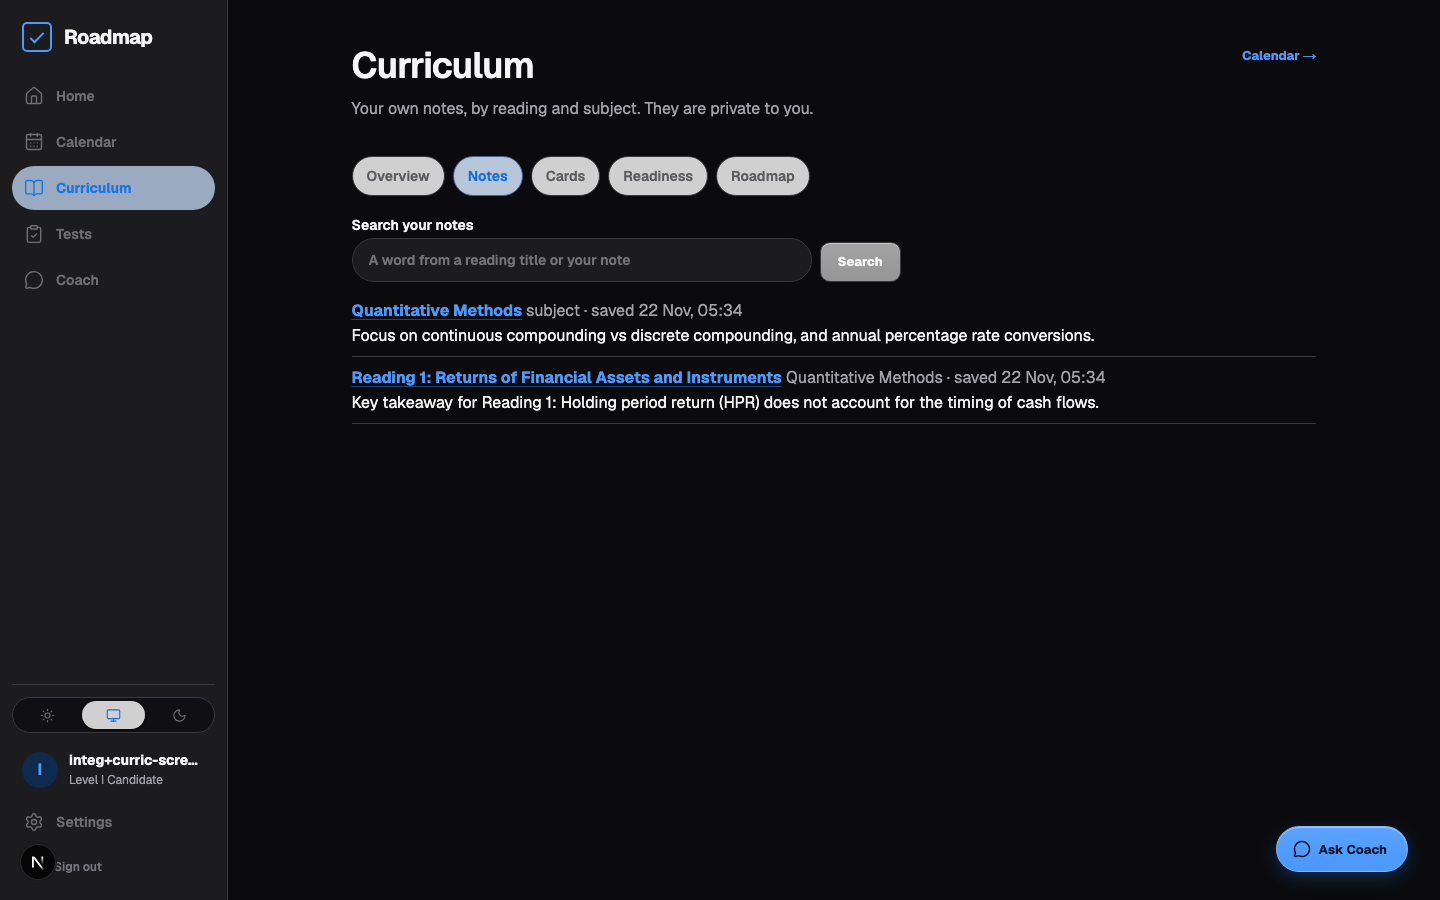 Roadmap
Home
Calendar
Curriculum
Tests
Coach
integ+curric-scre...
Level I Candidate
I
Settings
N
Sign out
Curriculum
Calendar →
Your own notes, by reading and subject. They are private to you.
Overview
Notes
Cards
Readiness
Roadmap
Search your notes
A word from a reading title or your note
Search
Quantitative Methods subject · saved 22 Nov, 05:34
Focus on continuous compounding vs discrete compounding, and annual percentage rate conversions.
Reading 1: Returns of Financial Assets and Instruments Quantitative Methods · saved 22 Nov, 05:34
Key takeaway for Reading 1: Holding period return (HPR) does not account for the timing of cash flows.
Ask Coach